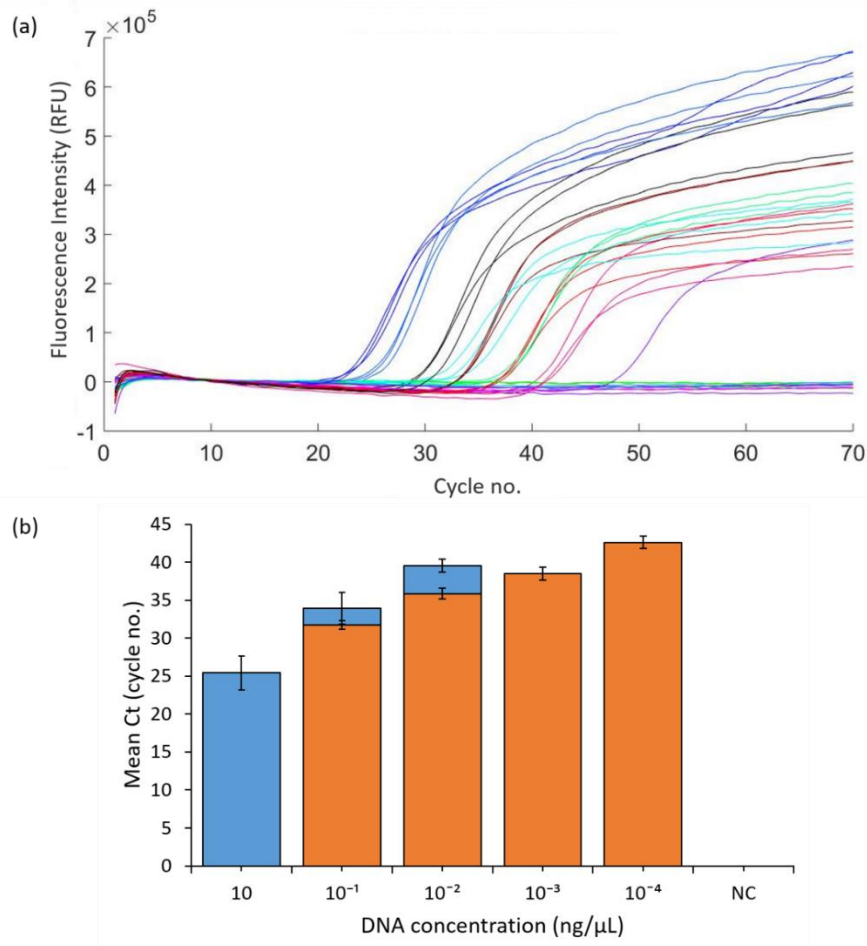 (a)
×10⁵
7
6
5
4
3
2
1
0
-1
Fluorescence Intensity (RFU)
0 10 20 30 40 50 60 70
Cycle no.
(b)
45
40
35
30
25
20
15
10
5
0
Mean Ct (cycle no.)
10 10⁻¹ 10⁻² 10⁻³ 10⁻⁴ NC
DNA concentration (ng/µL)